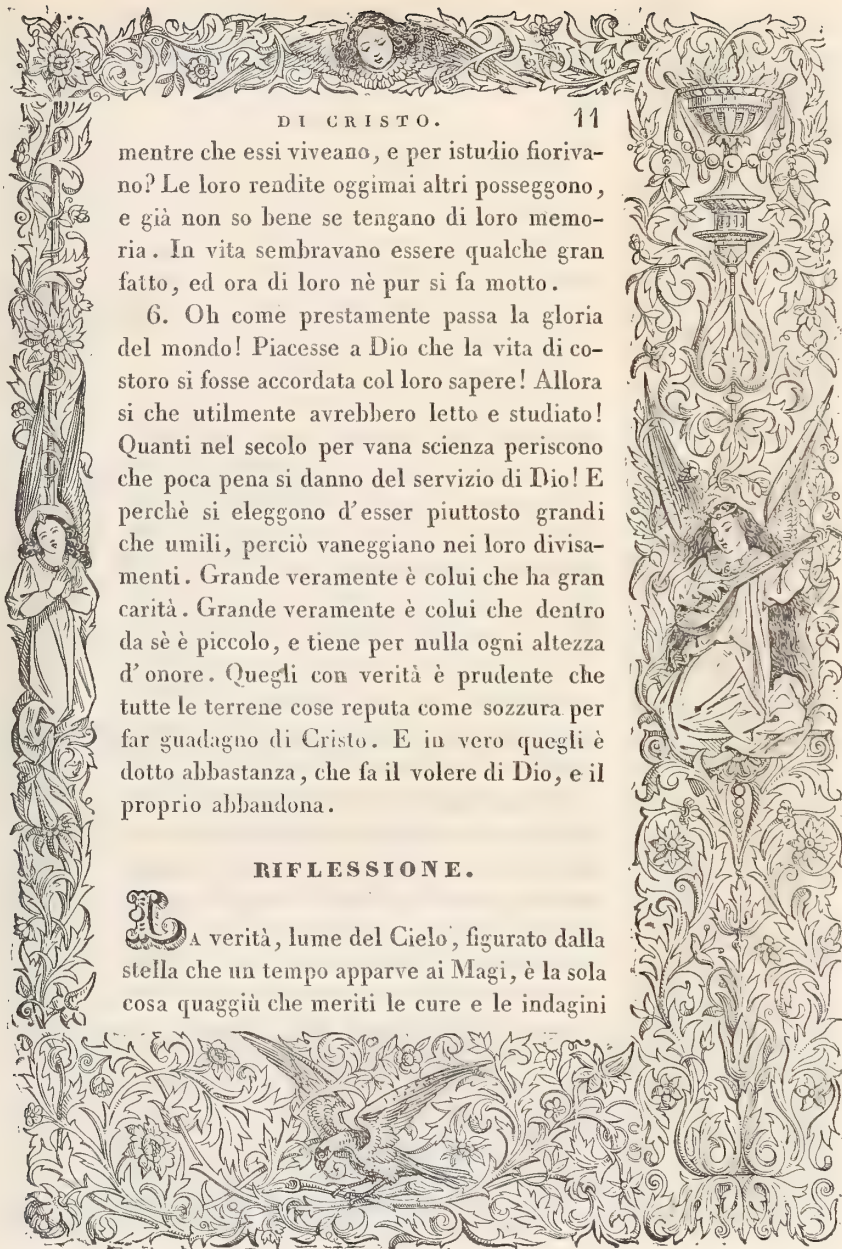 DI CRISTO. 11
mentre che essi viveano, e per istudio fioriva-
no? Le loro rendite oggimai altri posseggono,
e già non so bene se tengano di loro memo-
ria. In vita sembravano essere qualche gran
fatto, ed ora di loro nè pur si fa motto.
6. Oh come prestamente passa la gloria
del mondo! Piacesse a Dio che la vita di co-
storo si fosse accordata col loro sapere! Allora
si che utilmente avrebbero letto e studiato!
Quanti nel secolo per vana scienza periscono
che poca pena si danno del servizio di Dio! E
perchè si eleggono d'esser piuttosto grandi
che umili, perciò vaneggiano nei loro divisa-
menti. Grande veramente è colui che ha gran
carità. Grande veramente è colui che dentro
da sè è piccolo, e tiene per nulla ogni altezza
d'onore. Quegli con verità è prudente che
tutte le terrene cose reputa come sozzura per
far guadagno di Cristo. E in vero quegli è
dotto abbastanza, che fa il volere di Dio, e il
proprio abbandona.
RIFLESSIONE.
LA verità, lume del Cielo, figurato dalla
stella che un tempo apparve ai Magi, è la sola
cosa quaggiù che meriti le cure e le indagini